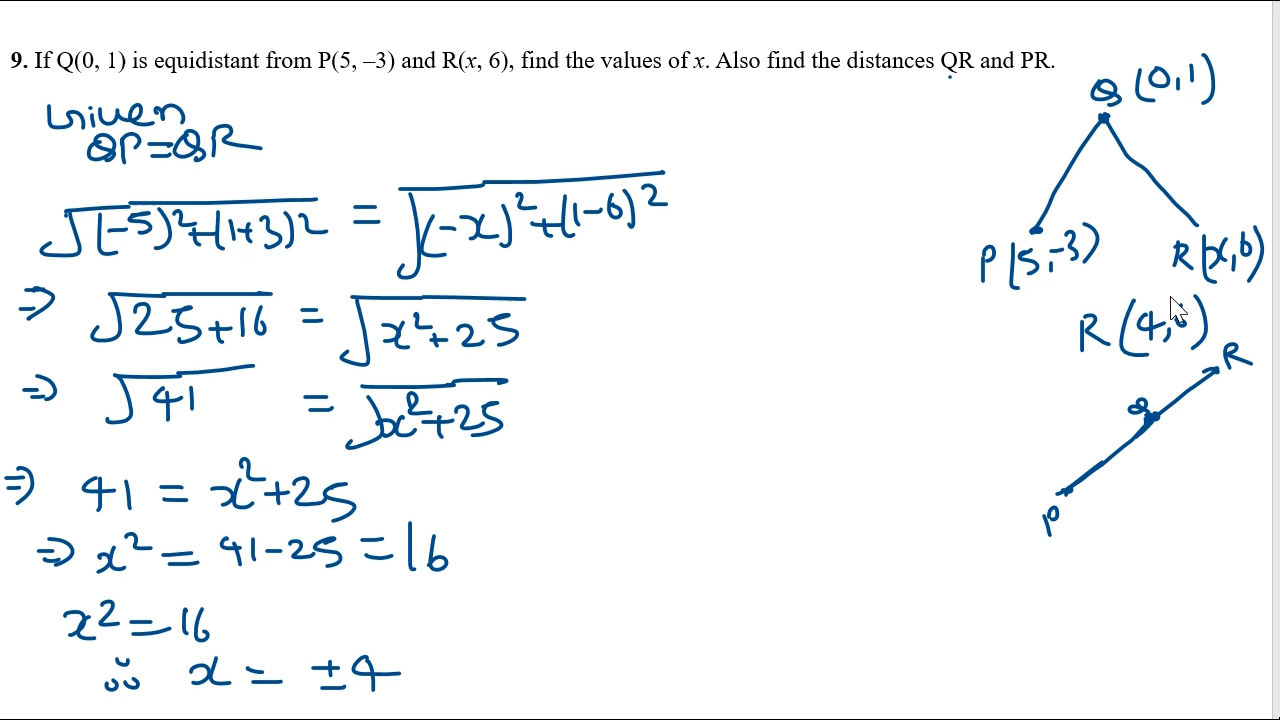 9. If Q(0, 1) is equidistant from P(5, –3) and R(x, 6), find the values of x. Also find the distances QR and PR.
Given
QP=QR
√(-5)²+(1+3)² = √(-x)²+(1-6)²
⇒ √25+16 = √x²+25
⇒ √41 = √x²+25
⇒ 41 = x²+25
⇒ x² = 41-25 = 16
x² = 16
∴ x = ±4
Q (0,1)
P(5,-3) R(x,6)
R(4,6)
R
Q
P